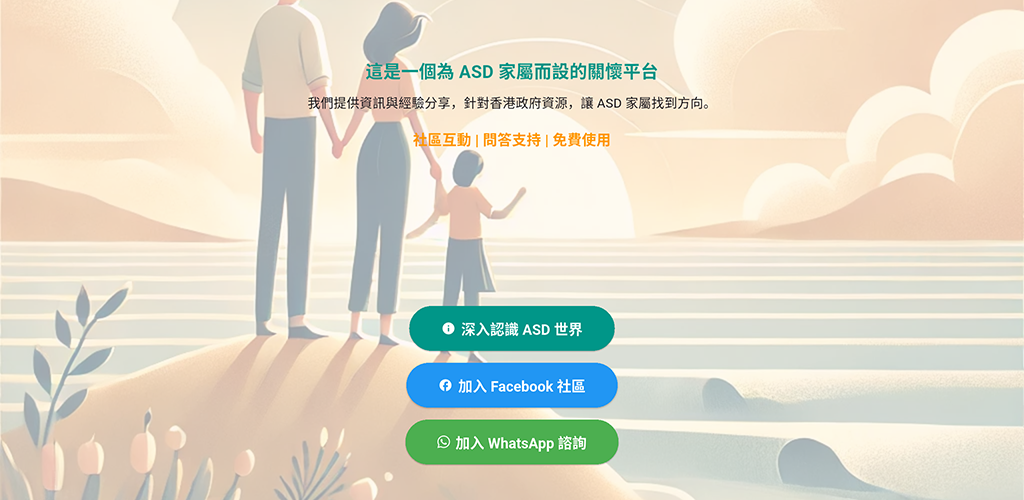 這是一個為 ASD 家屬而設的關懷平台
我們提供資訊與經驗分享，針對香港政府資源，讓 ASD 家屬找到方向。
社區互動 | 問答支持 | 免費使用
深入認識 ASD 世界
加入 Facebook 社區
加入 WhatsApp 諮詢